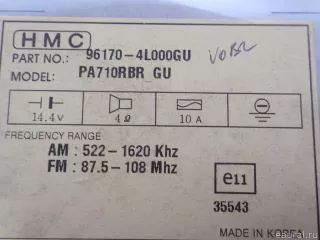 HMC
PART NO.: 96170-4L000GU
MODEL: PA710RBR GU
14.4V 4Ω 10A
FREQUENCY RANGE
AM : 522-1620 Khz
FM : 87.5-108 Mhz
e11
35543
MADE IN KOREA